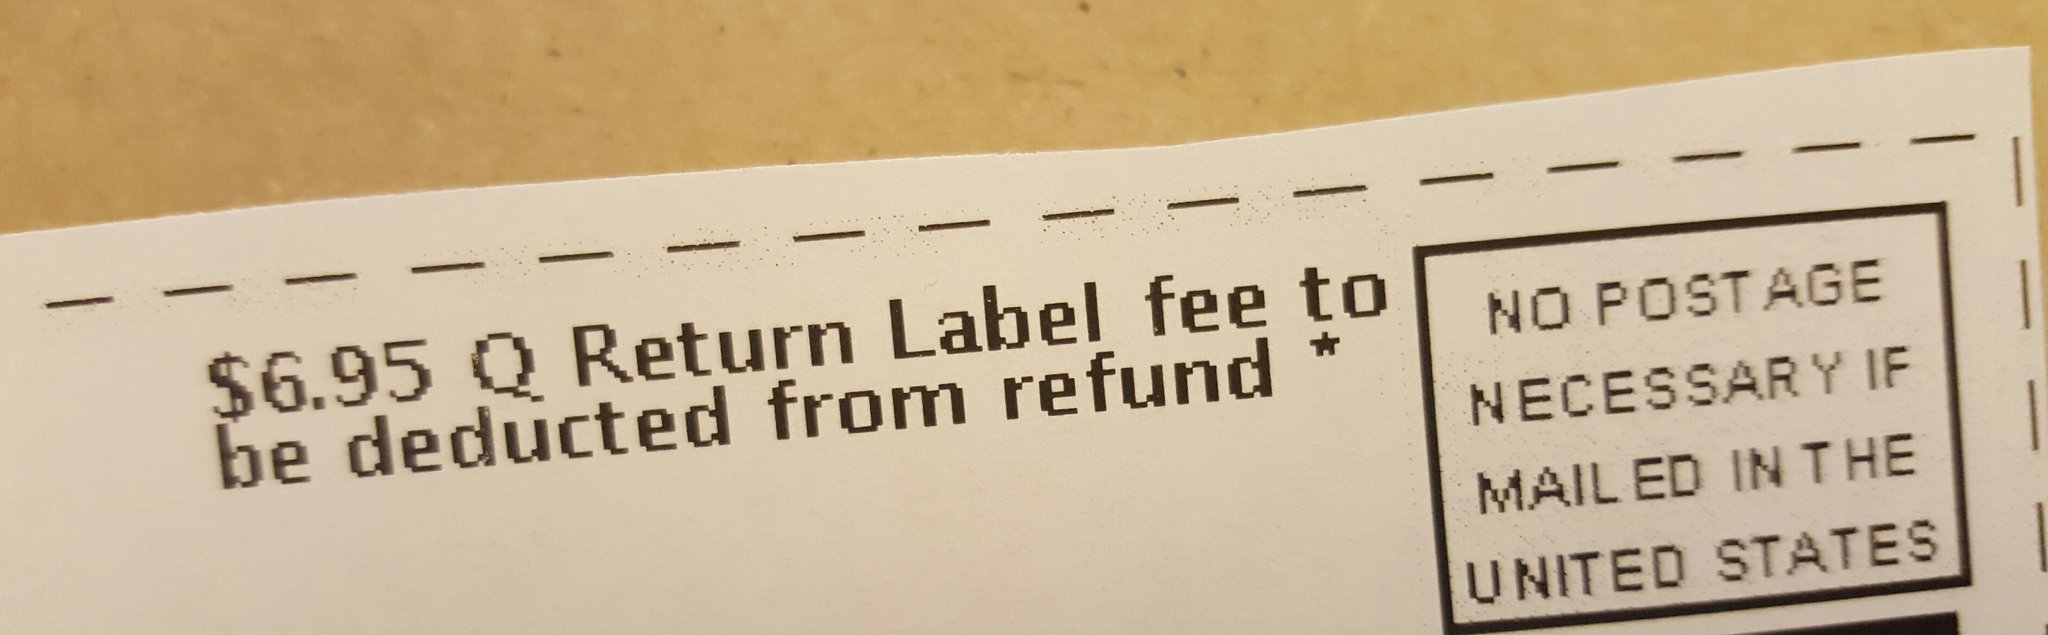 $6.95 Q Return Label fee to
be deducted from refund *
NO POSTAGE
NECESSARY IF
MAILED IN THE
UNITED STATES